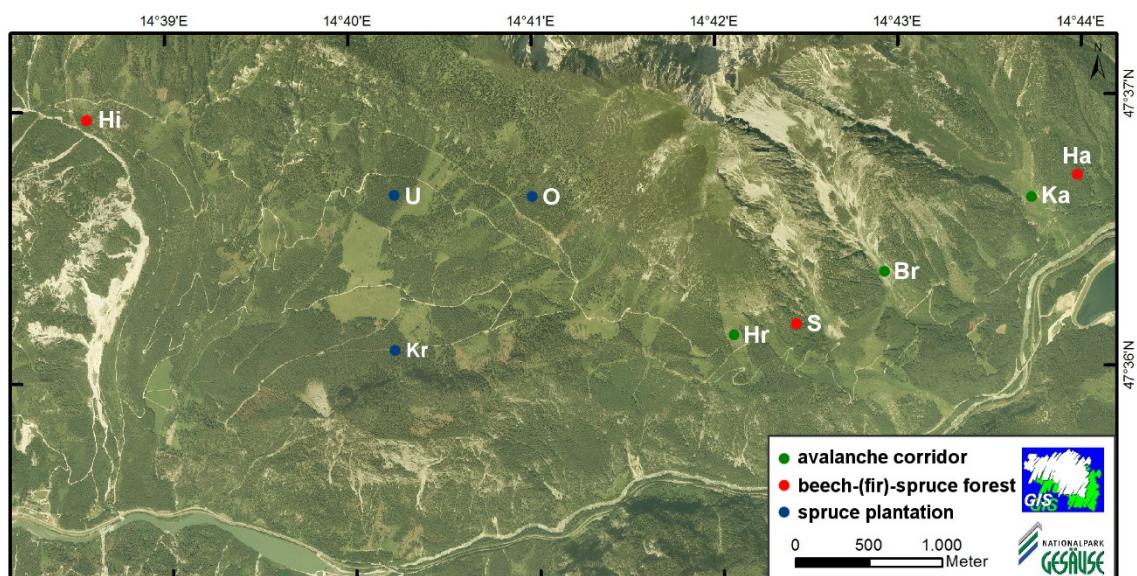 14°39'E 14°40'E 14°41'E 14°42'E 14°43'E 14°44'E
N
47°37'N
Hi
Ha
U O Ka
Br
S
Hr
Kr
47°36'N
avalanche corridor
beech-(fir)-spruce forest
spruce plantation
GIS
GIS
0 500 1.000
Meter
NATIONALPARK
GESÄUSE